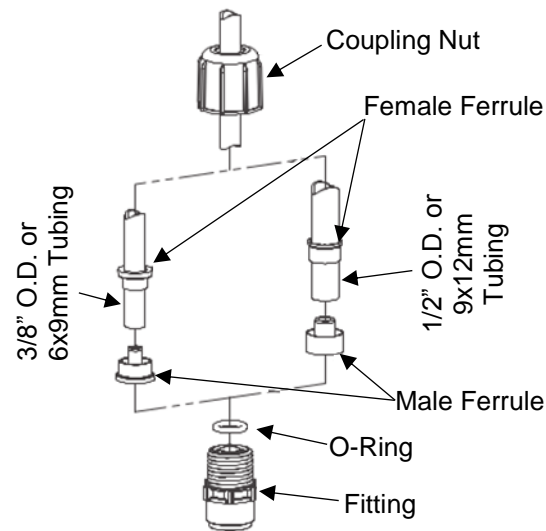 Coupling Nut
Female Ferrule
3/8” O.D. or
6x9mm Tubing
1/2” O.D. or
9x12mm
Tubing
Male Ferrule
O-Ring
Fitting